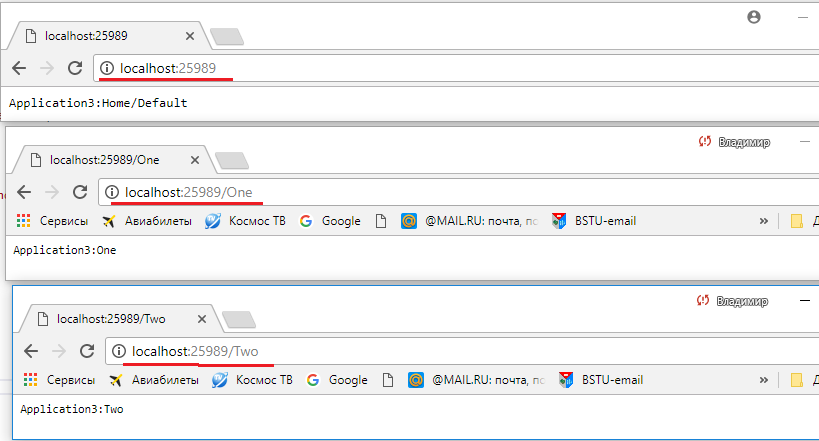 localhost:25989
localhost:25989
Application3:Home/Default
Владимир
localhost:25989/One
localhost:25989/One
Сервисы Авиабилеты Космос ТВ Google @MAIL.RU: почта, по BSTU-email »
Application3:One
Владимир
localhost:25989/Two
localhost:25989/Two
Сервисы Авиабилеты Космос ТВ Google @MAIL.RU: почта, по BSTU-email »
Application3:Two